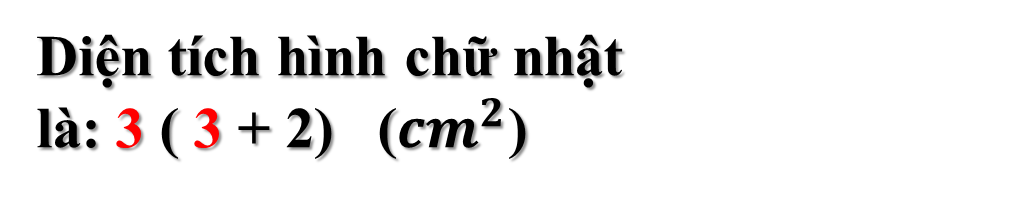 Diện tích hình chữ nhật
là: 3 ( 3 + 2) (cm²)